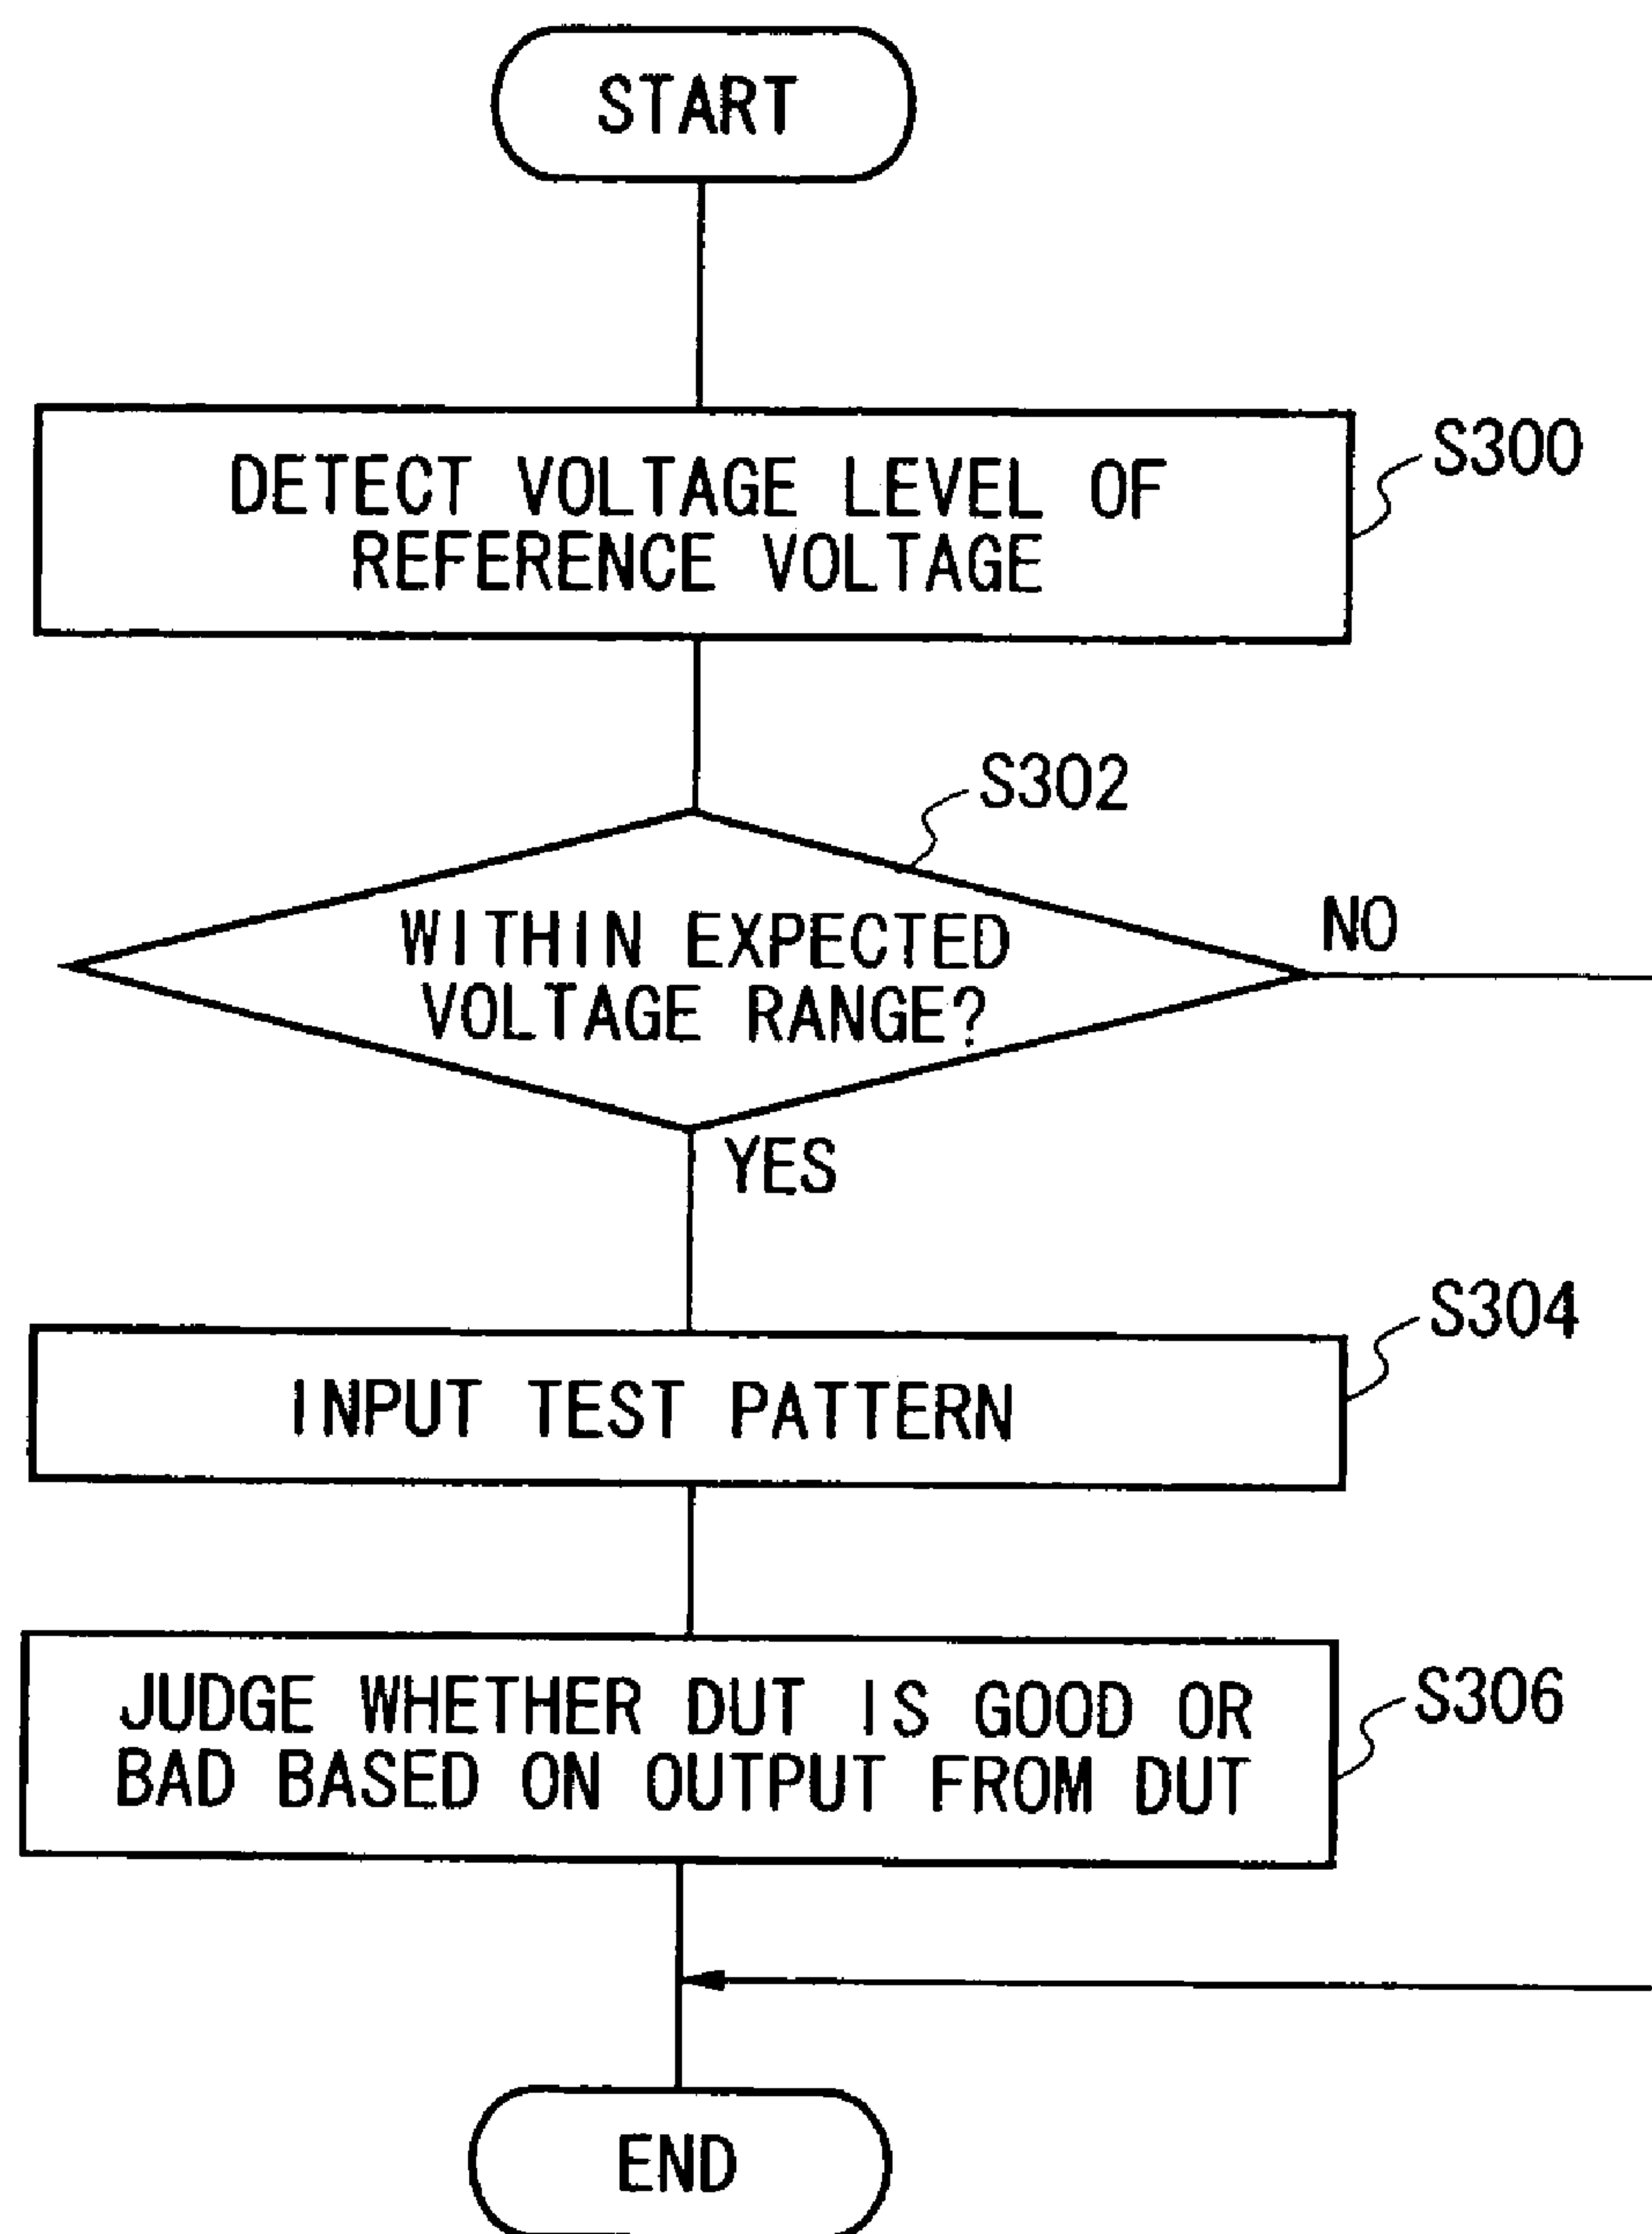 START
DETECT VOLTAGE LEVEL OF
REFERENCE VOLTAGE
S300
S302
WITHIN EXPECTED
VOLTAGE RANGE?
NO
YES
S304
INPUT TEST PATTERN
JUDGE WHETHER DUT IS GOOD OR
BAD BASED ON OUTPUT FROM DUT
S306
END